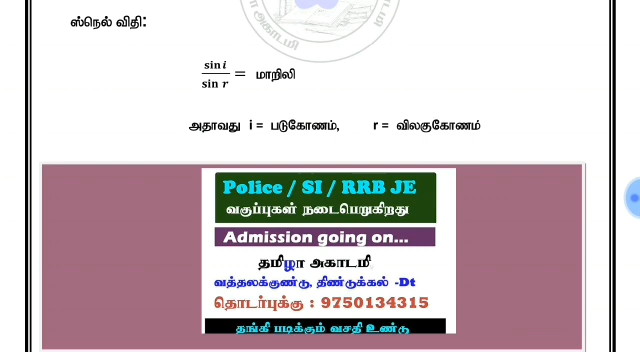 ஸ்நெல் விதி:
sin i / sin r = மாறிலி
அதாவது i = படுகோணம், r = விலகுகோணம்
Police / SI / RRB JE
வகுப்புகள் நடைபெறுகிறது
Admission going on...
தமிழா அகாடமி
வத்தலக்குண்டு, திண்டுக்கல் -Dt
தொடர்புக்கு : 9750134315
தங்கி படிக்கும் வசதி உண்டு